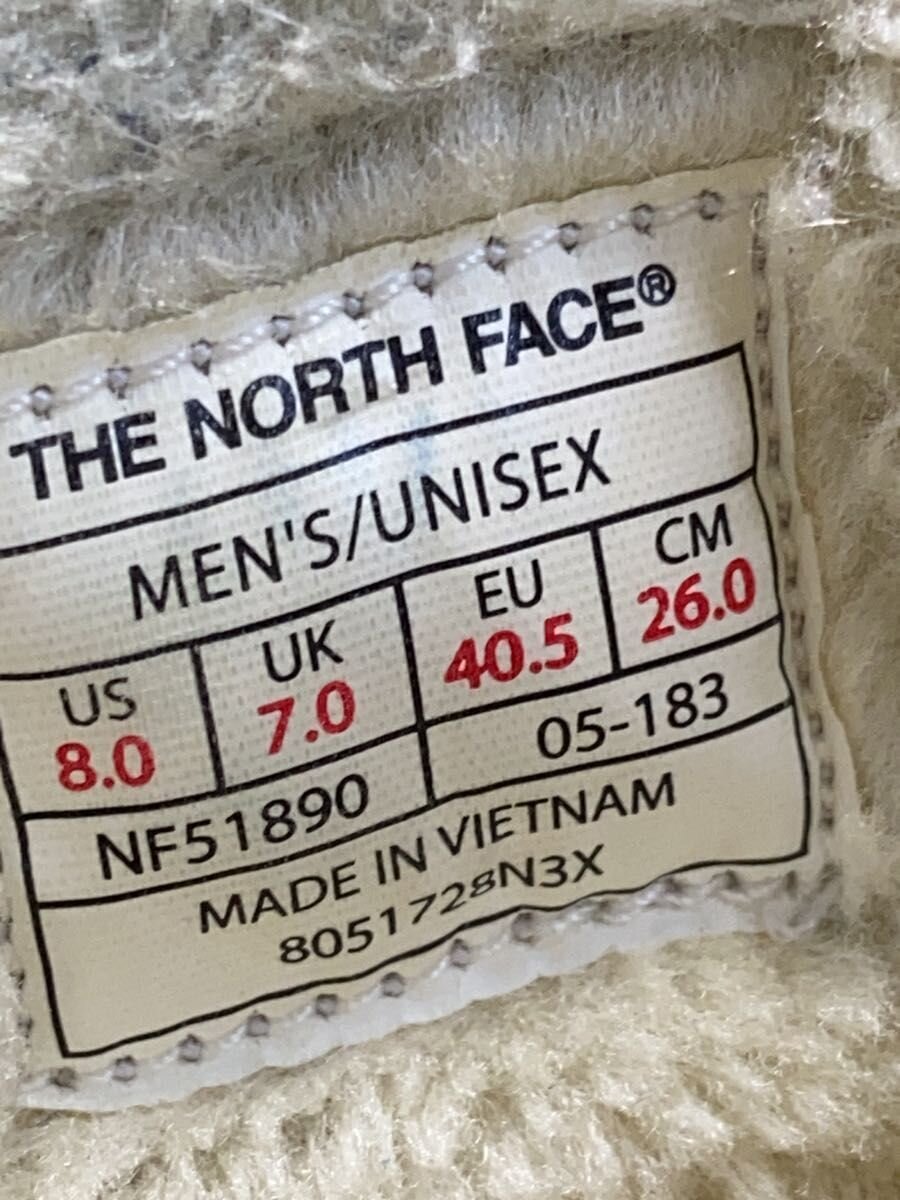 THE NORTH FACE®
MEN'S/UNISEX
US UK EU CM
8.0 7.0 40.5 26.0
NF51890 05-183
MADE IN VIETNAM
8051728N3X